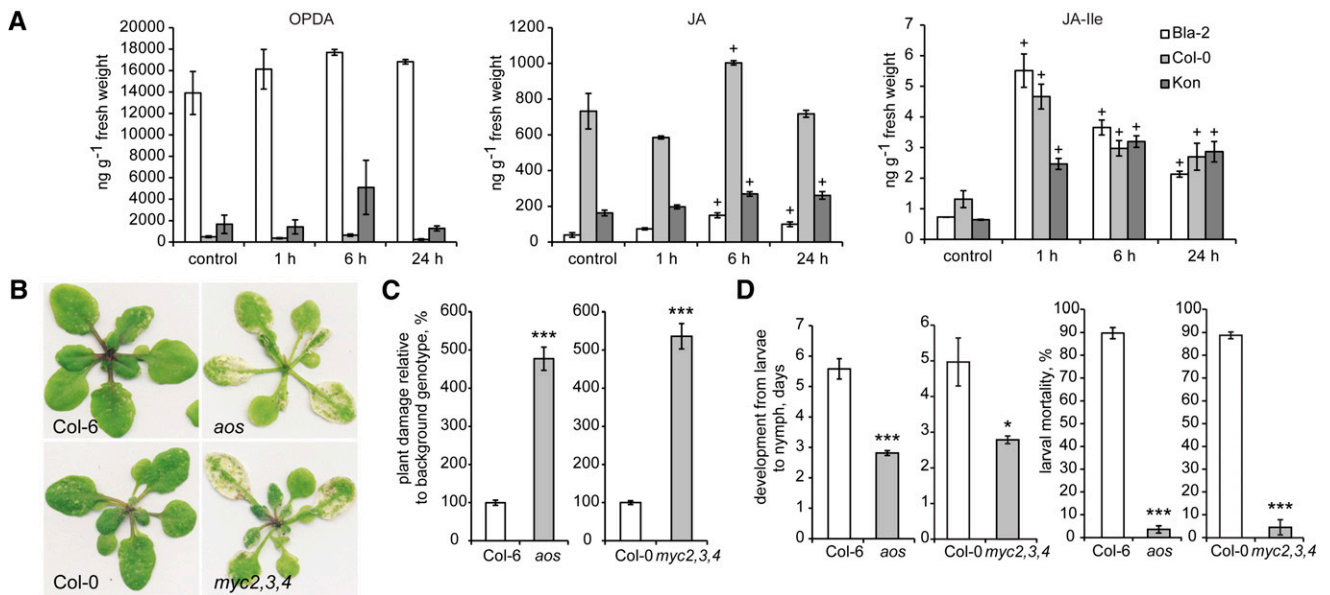 A
OPDA
ng g⁻¹ fresh weight
20000
18000
16000
14000
12000
10000
8000
6000
4000
2000
0
control 1 h 6 h 24 h
JA
ng g⁻¹ fresh weight
1200
1000
800
600
400
200
0
+ + + + +
control 1 h 6 h 24 h
JA-Ile
ng g⁻¹ fresh weight
7
6
5
4
3
2
1
0
+ + + + + + + + +
control 1 h 6 h 24 h
Bla-2
Col-0
Kon
B
Col-6
aos
Col-0
myc2,3,4
C
plant damage relative
to background genotype, %
600
500
400
300
200
100
0
***
Col-6 aos
600
500
400
300
200
100
0
***
Col-0 myc2,3,4
D
development from larvae
to nymph, days
7
6
5
4
3
2
1
0
***
Col-6 aos
6
5
4
3
2
1
0
*
Col-0 myc2,3,4
larval mortality, %
100
90
80
70
60
50
40
30
20
10
0
***
Col-6 aos
100
90
80
70
60
50
40
30
20
10
0
***
Col-0 myc2,3,4